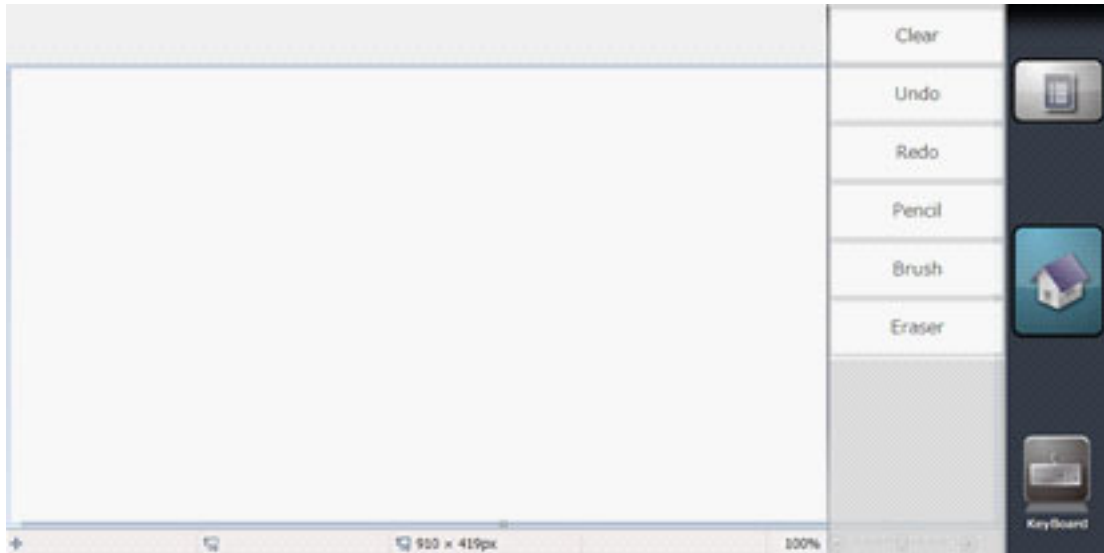 Clear
Undo
Redo
Pencil
Brush
Eraser
KeyBoard
910 × 419px
100%